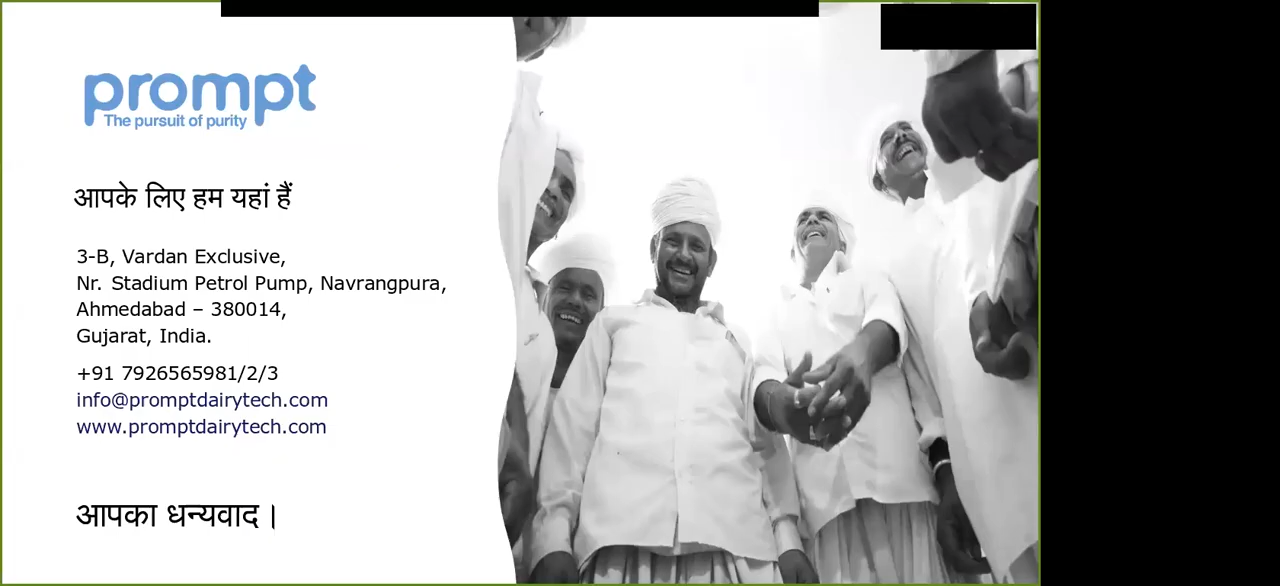 prompt
The pursuit of purity
आपके लिए हम यहां हैं
3-B, Vardan Exclusive,
Nr. Stadium Petrol Pump, Navrangpura,
Ahmedabad – 380014,
Gujarat, India.
+91 7926565981/2/3
info@promptdairytech.com
www.promptdairytech.com
आपका धन्यवाद।